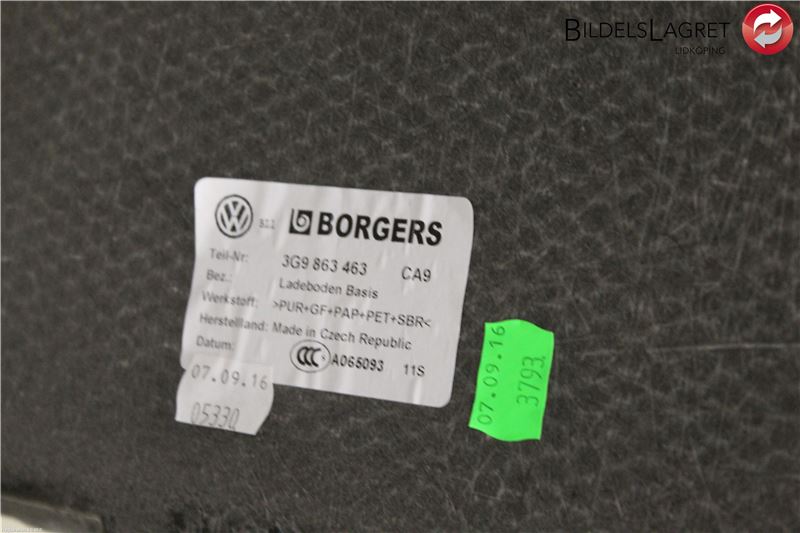 BILDELSLAGRET
LIDKÖPING
BORGERS
Teil-Nr: 3G9 863 463 CA9
Bez.: Ladeboden Basis
Werkstoff: >PUR+GF+PAP+PET+SBR<
Herstellland: Made in Czech Republic
Datum:
CCC A065093 11S
07.09.16
05330
07.09.16
3793